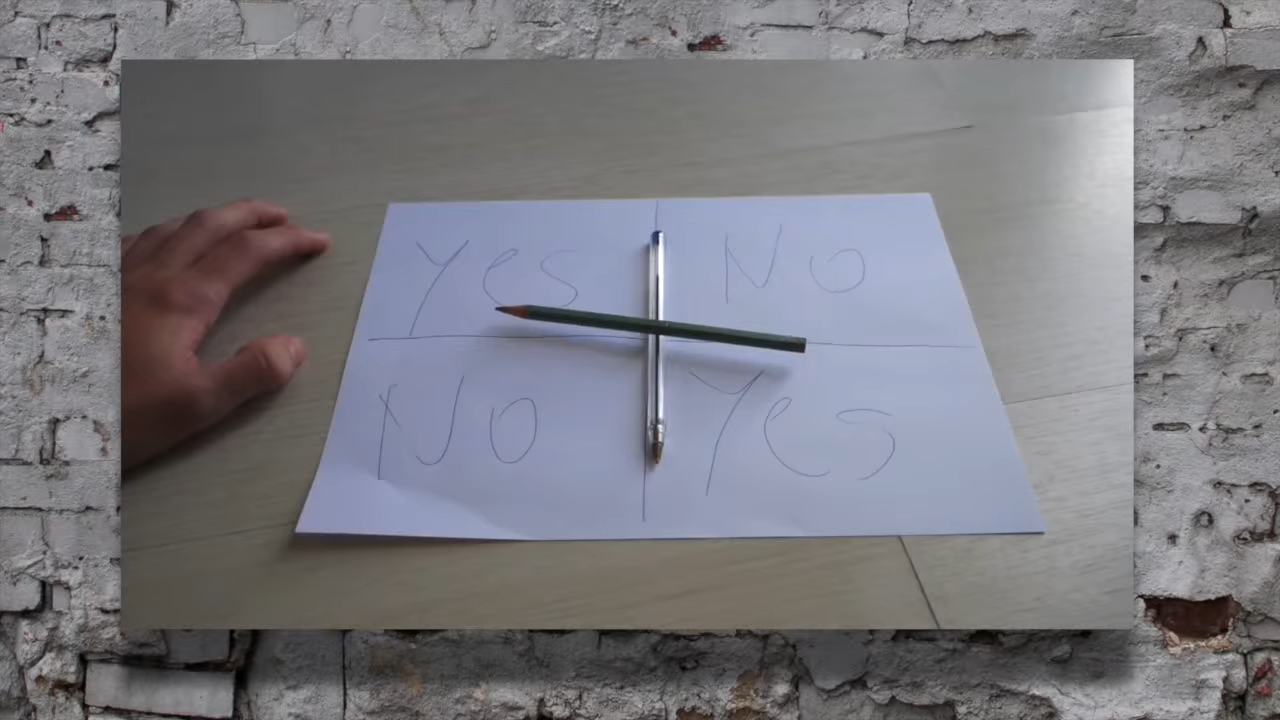 Yes No
No Yes